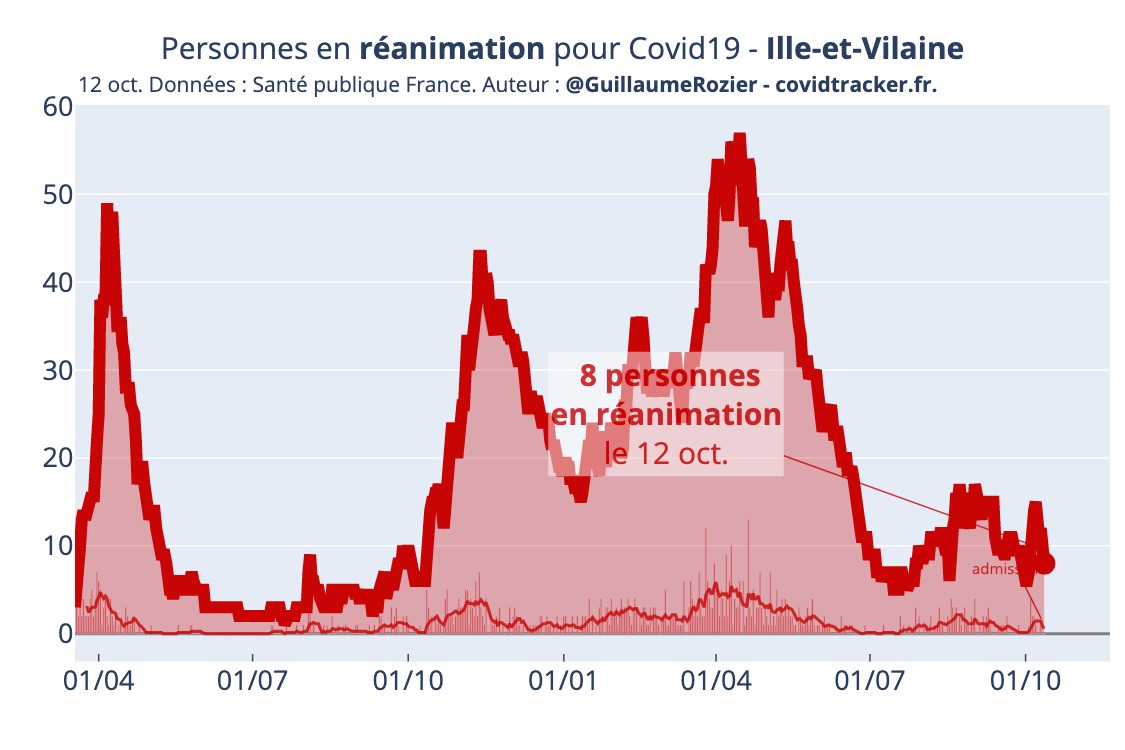 Personnes en réanimation pour Covid19 - Ille-et-Vilaine
12 oct. Données : Santé publique France. Auteur : @GuillaumeRozier - covidtracker.fr.
60
50
40
30
20
10
0
8 personnes
en réanimation
le 12 oct.
01/04 01/07 01/10 01/01 01/04 01/07 01/10